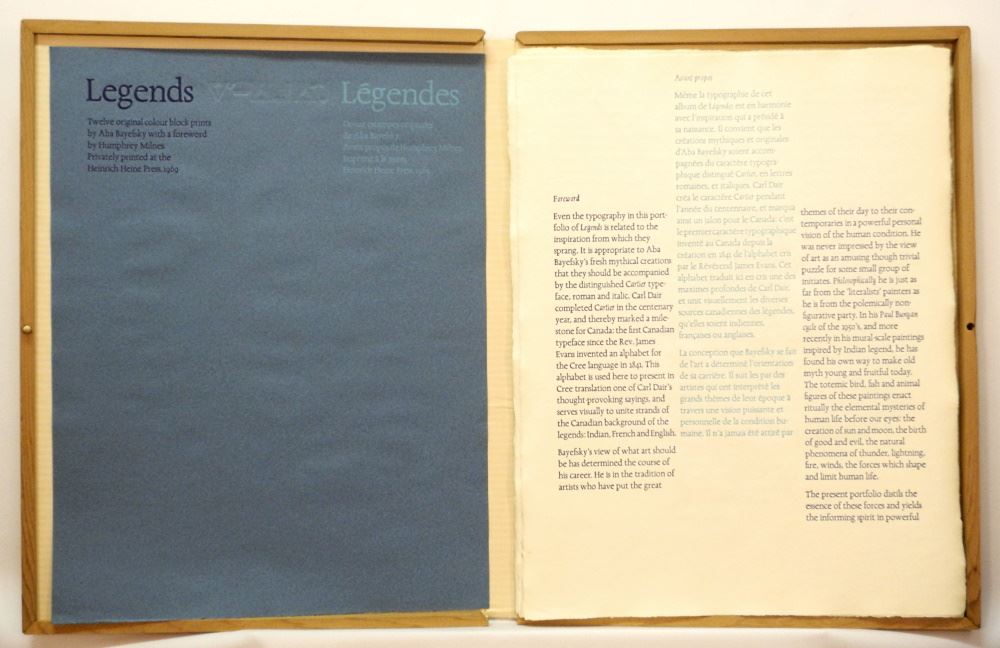 Legends
Twelve original colour block prints
by Aba Bayefsky with a foreword
by Humphrey Milnes
Privately printed at the
Heinrich Heine Press 1969
Légendes
Douze estampes originales
de Aba Bayefsky
Avant propos de Humphrey Milnes
Imprimé à la main
Heinrich Heine Press 1969
Foreword
Even the typography in this port-
folio of Legends is related to the
inspiration from which they
sprang. It is appropriate to Aba
Bayefsky's fresh mythical creations
that they should be accompanied
by the distinguished Cartier type-
face, roman and italic. Carl Dair
completed Cartier in the centenary
year, and thereby marked a mile-
stone for Canada: the first Canadian
typeface since the Rev. James
Evans invented an alphabet for
the Cree language in 1841. This
alphabet is used here to present in
Cree translation one of Carl Dair's
thought-provoking sayings, and
serves visually to unite strands of
the Canadian background of the
legends: Indian, French and English.
Bayefsky's view of what art should
be has determined the course of
his career. He is in the tradition of
artists who have put the great
Avant propos
Même la typographie de cet
album de Légendes est en harmonie
avec l'inspiration qui a présidé à
sa naissance. Il convient que les
créations mythiques et originales
d'Aba Bayefsky soient accom-
pagnées du caractère typogra-
phique distingué Cartier, en lettres
romaines, et italiques. Carl Dair
créa le caractère Cartier pendant
l'année du centennaire, et marqua
ainsi un jalon pour le Canada: c'est
le premier caractère typographique
inventé au Canada depuis la
création en 1841 de l'alphabet cris
par le Révérend James Evans. Cet
alphabet traduit ici en cris une des
maximes profondes de Carl Dair,
et unit visuellement les diverses
sources canadiennes des légendes,
qu'elles soient indiennes,
françaises ou anglaises.
La conception que Bayefsky se fait
de l'art a déterminé l'orientation
de sa carrière. Il suit les pas des
artistes qui ont interprété les
grands thèmes de leur époque à
travers une vision puissante et
personnelle de la condition hu-
maine. Il n'a jamais été attiré par
themes of their day to their con-
temporaries in a powerful personal
vision of the human condition. He
was never impressed by the view
of art as an amusing though trivial
puzzle for some small group of
initiates. Philosophically he is just as
far from the 'literalists' painters as
he is from the polemically non-
figurative party. In his Paul Bunyan
cycle of the 1950's, and more
recently in his mural-scale paintings
inspired by Indian legend, he has
found his own way to make old
myth young and fruitful today.
The totemic bird, fish and animal
figures of these paintings enact
ritually the elemental mysteries of
human life before our eyes: the
creation of sun and moon, the birth
of good and evil, the natural
phenomena of thunder, lightning,
fire, winds, the forces which shape
and limit human life.
The present portfolio distils the
essence of these forces and yields
the informing spirit in powerful